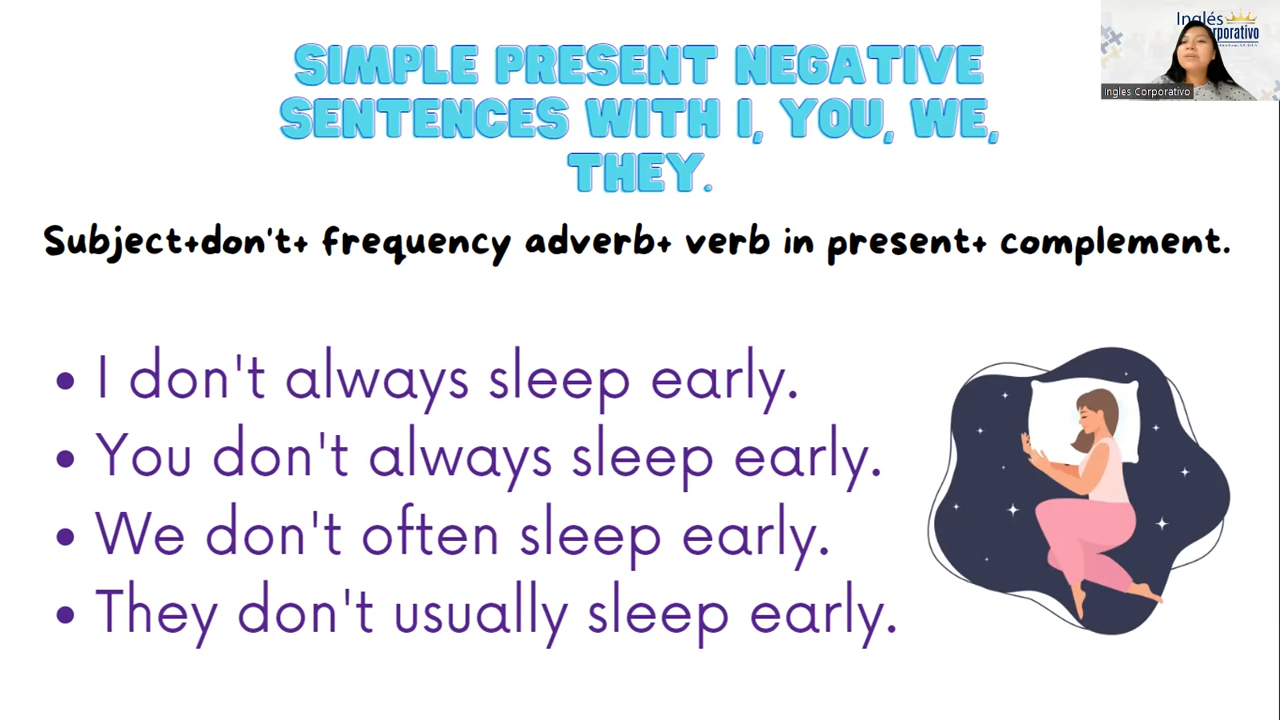 SIMPLE PRESENT NEGATIVE
SENTENCES WITH I, YOU, WE,
THEY.
Subject+don't+ frequency adverb+ verb in present+ complement.
• I don't always sleep early.
• You don't always sleep early.
• We don't often sleep early.
• They don't usually sleep early.
Inglés
Ingles Corporativo